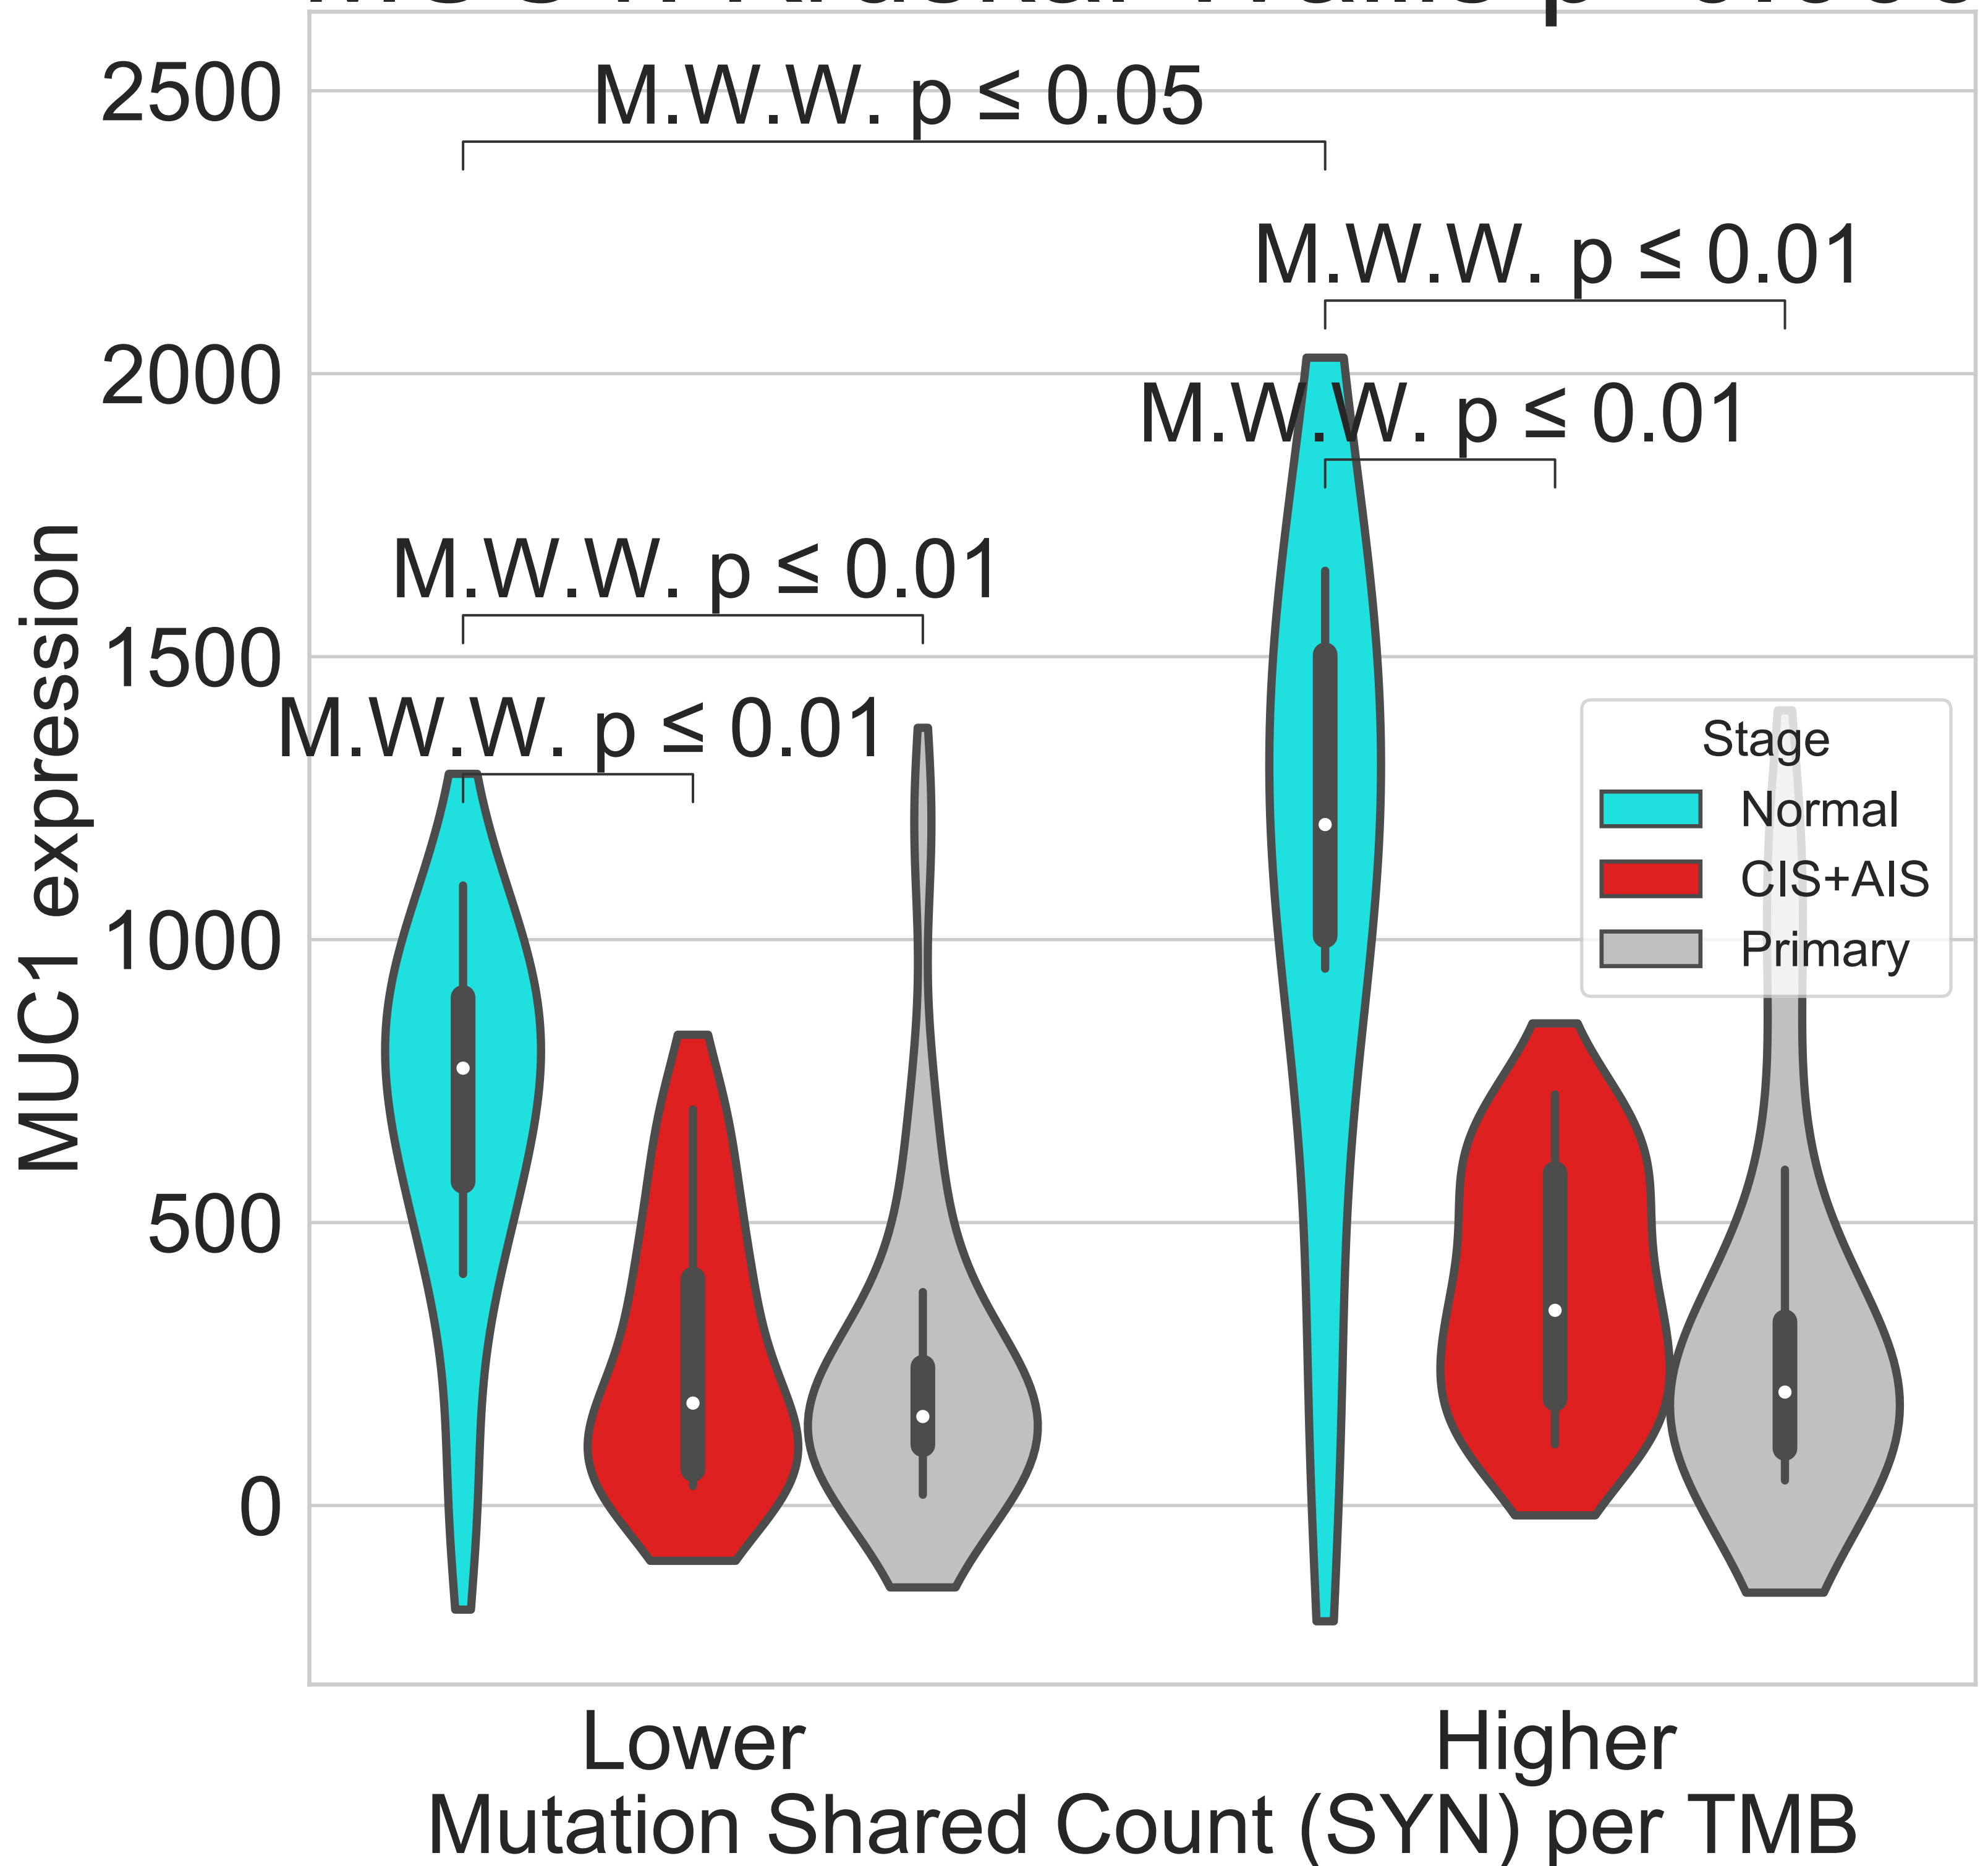 M.W.W. p ≤ 0.05
M.W.W. p ≤ 0.01
M.W.W. p ≤ 0.01
M.W.W. p ≤ 0.01
M.W.W. p ≤ 0.01
2500
2000
1500
1000
500
0
MUC1 expression
Stage
Normal
CIS+AIS
Primary
Lower
Higher
Mutation Shared Count (SYN) per TMB